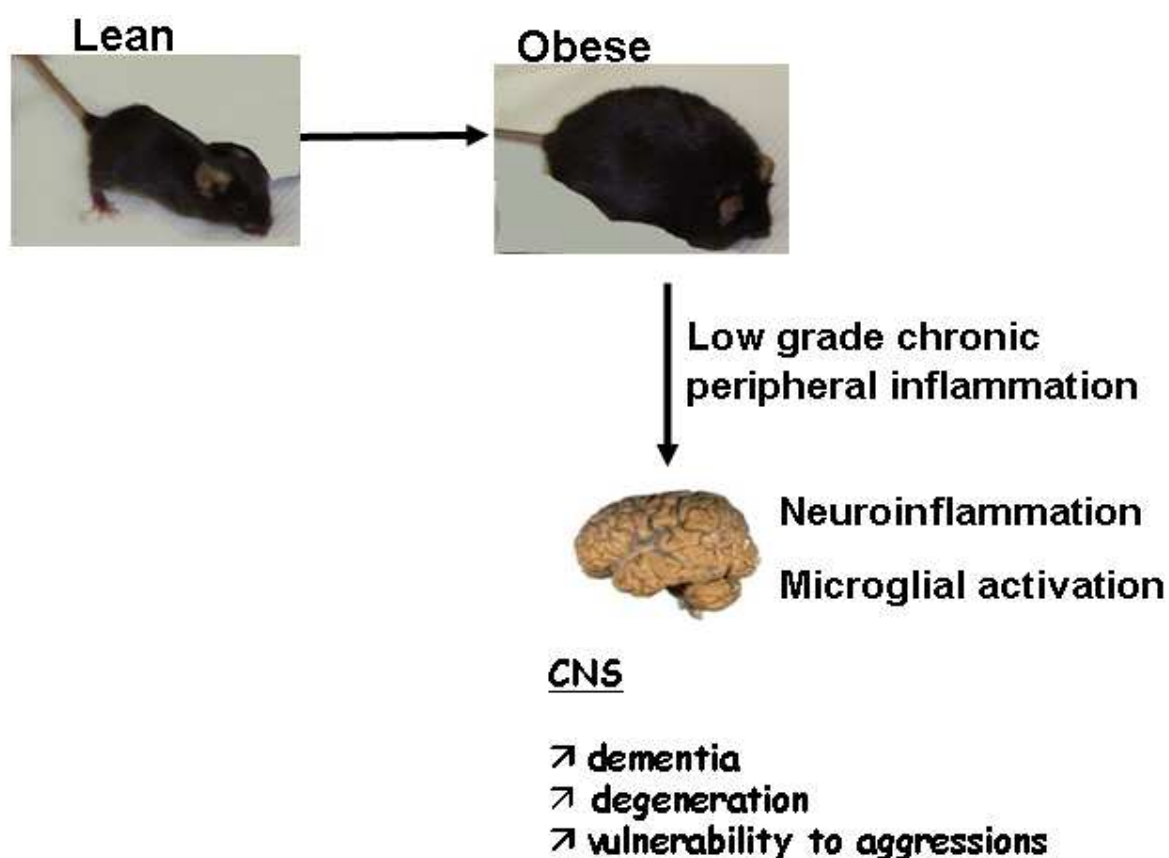 Lean
Obese
Low grade chronic
peripheral inflammation
Neuroinflammation
Microglial activation
CNS
↗ dementia
↗ degeneration
↗ vulnerability to aggressions